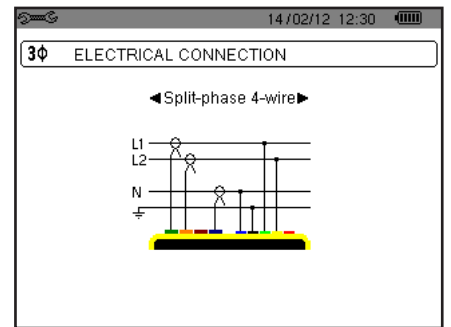 14/02/12 12:30
3Φ ELECTRICAL CONNECTION
◄Split-phase 4-wire►
L1
L2
N